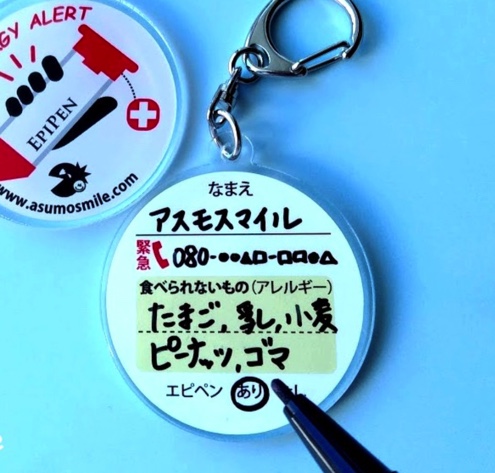 GY ALERT
EPIPEN
www.asumosmile.com
なまえ
アスモスマイル
緊急 080-●●▲□-□□●△
食べられないもの(アレルギー)
たまご,乳,小麦
ピーナッツ,ゴマ
エピペン あり なし